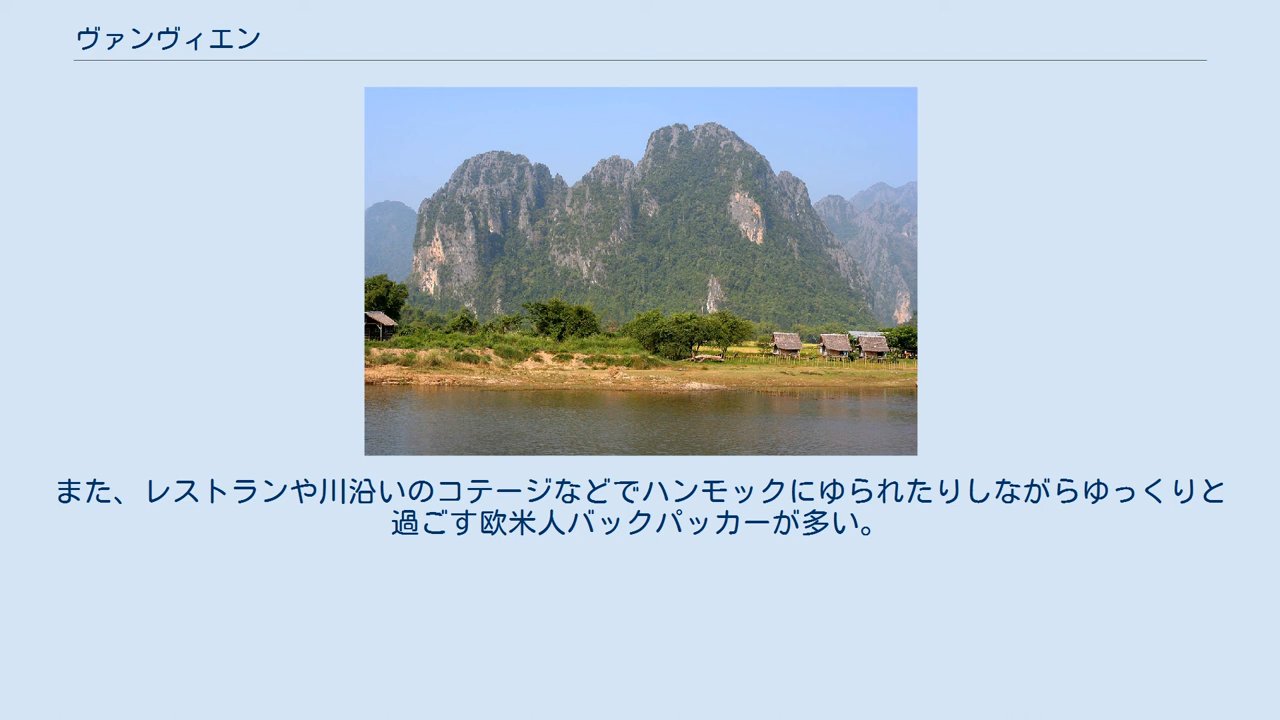 ヴァンヴィエン
また、レストランや川沿いのコテージなどでハンモックにゆられたりしながらゆっくりと
過ごす欧米人バックパッカーが多い。